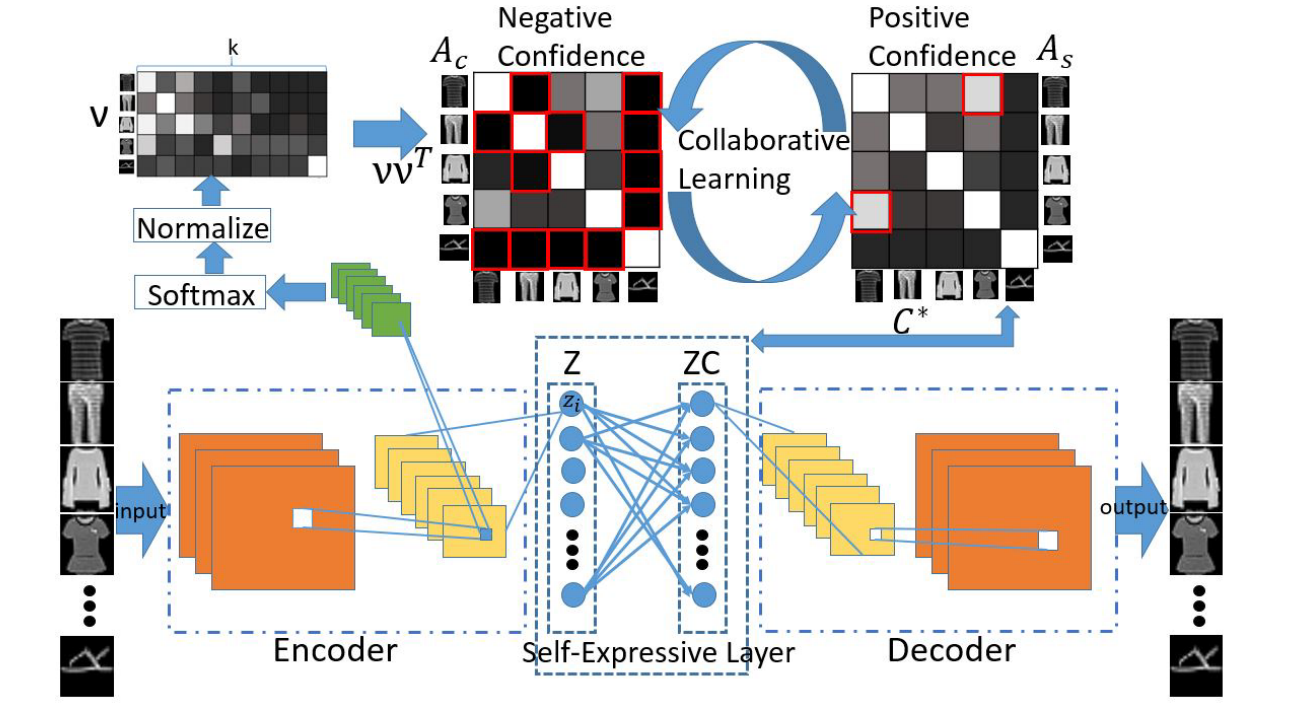 Negative
Confidence
Positive
Confidence
k
A_c
A_s
ν
νν^T
Collaborative
Learning
Normalize
Softmax
C*
Z
ZC
z_i
input
output
Encoder
Self-Expressive Layer
Decoder